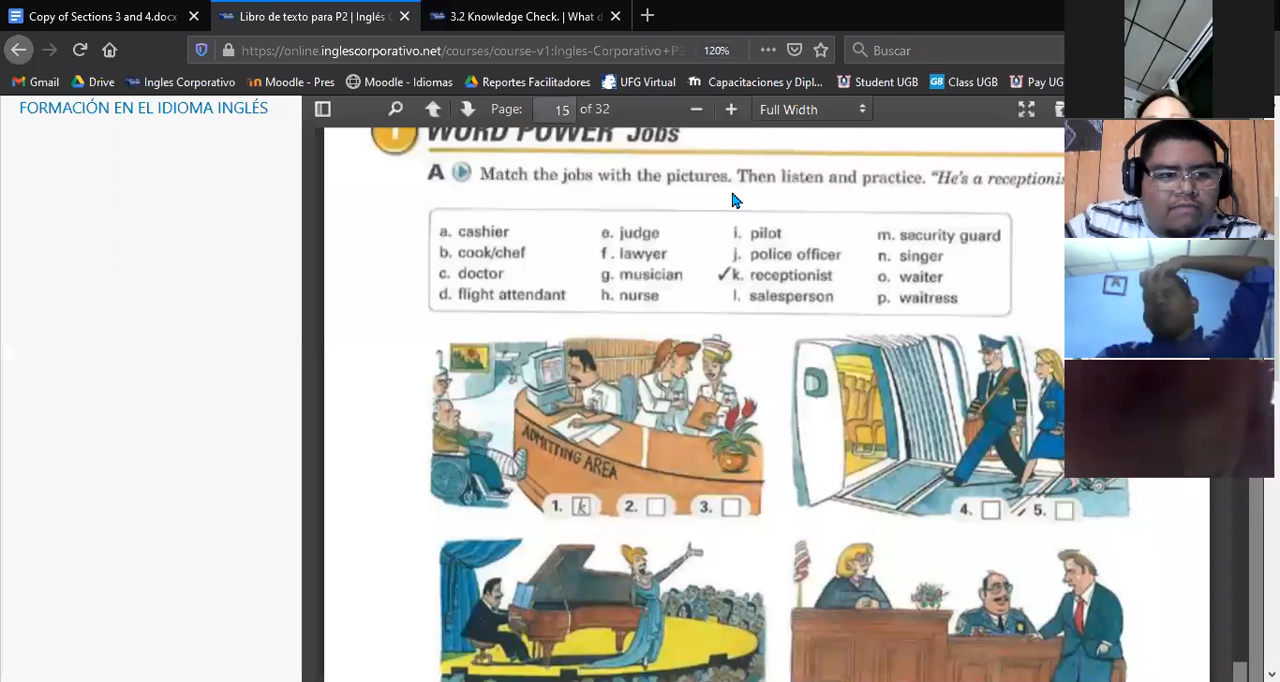 Copy of Sections 3 and 4.docx
Libro de texto para P2 | Inglés C
3.2 Knowledge Check. | What d
https://online.inglescorporativo.net/courses/course-v1:Ingles-Corporativo+P3
120%
Buscar
Gmail Drive Ingles Corporativo Moodle - Pres Moodle - Idiomas Reportes Facilitadores UFG Virtual Capacitaciones y Dipl... Student UGB Class UGB Pay UG
FORMACIÓN EN EL IDIOMA INGLÉS
Page: 15 of 32
Full Width
1 WORD POWER Jobs
A Match the jobs with the pictures. Then listen and practice. "He's a receptionis
a. cashier e. judge i. pilot m. security guard
b. cook/chef f. lawyer j. police officer n. singer
c. doctor g. musician ✓k. receptionist o. waiter
d. flight attendant h. nurse l. salesperson p. waitress
ADMITTING AREA
1. k 2. 3.
4. 5.